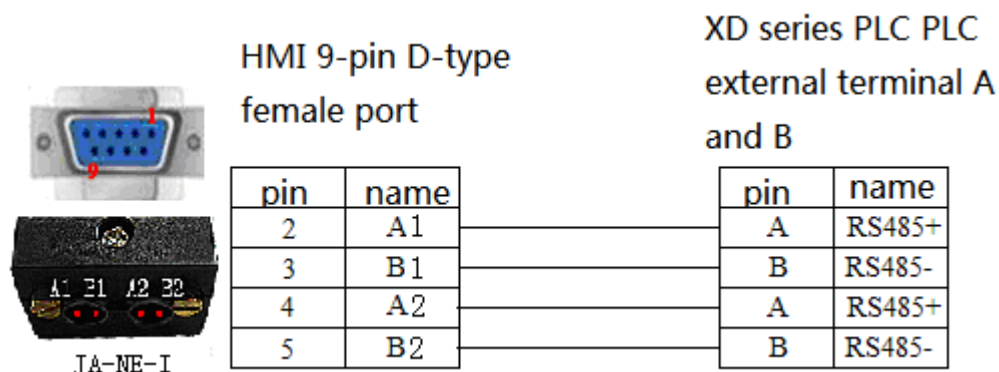 HMI 9-pin D-type
female port
XD series PLC PLC
external terminal A
and B
1
9
A1 B1 A2 B2
JA-NE-I
pin name
2 A1
3 B1
4 A2
5 B2
pin name
A RS485+
B RS485-
A RS485+
B RS485-